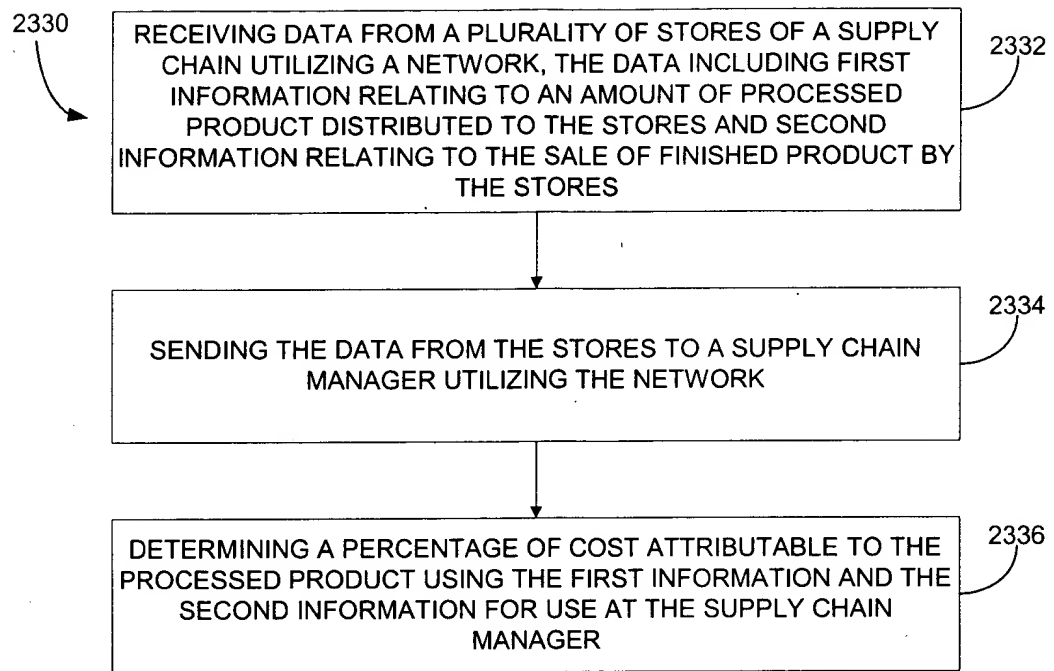 2330
RECEIVING DATA FROM A PLURALITY OF STORES OF A SUPPLY
CHAIN UTILIZING A NETWORK, THE DATA INCLUDING FIRST
INFORMATION RELATING TO AN AMOUNT OF PROCESSED
PRODUCT DISTRIBUTED TO THE STORES AND SECOND
INFORMATION RELATING TO THE SALE OF FINISHED PRODUCT BY
THE STORES
2332
SENDING THE DATA FROM THE STORES TO A SUPPLY CHAIN
MANAGER UTILIZING THE NETWORK
2334
DETERMINING A PERCENTAGE OF COST ATTRIBUTABLE TO THE
PROCESSED PRODUCT USING THE FIRST INFORMATION AND THE
SECOND INFORMATION FOR USE AT THE SUPPLY CHAIN
MANAGER
2336